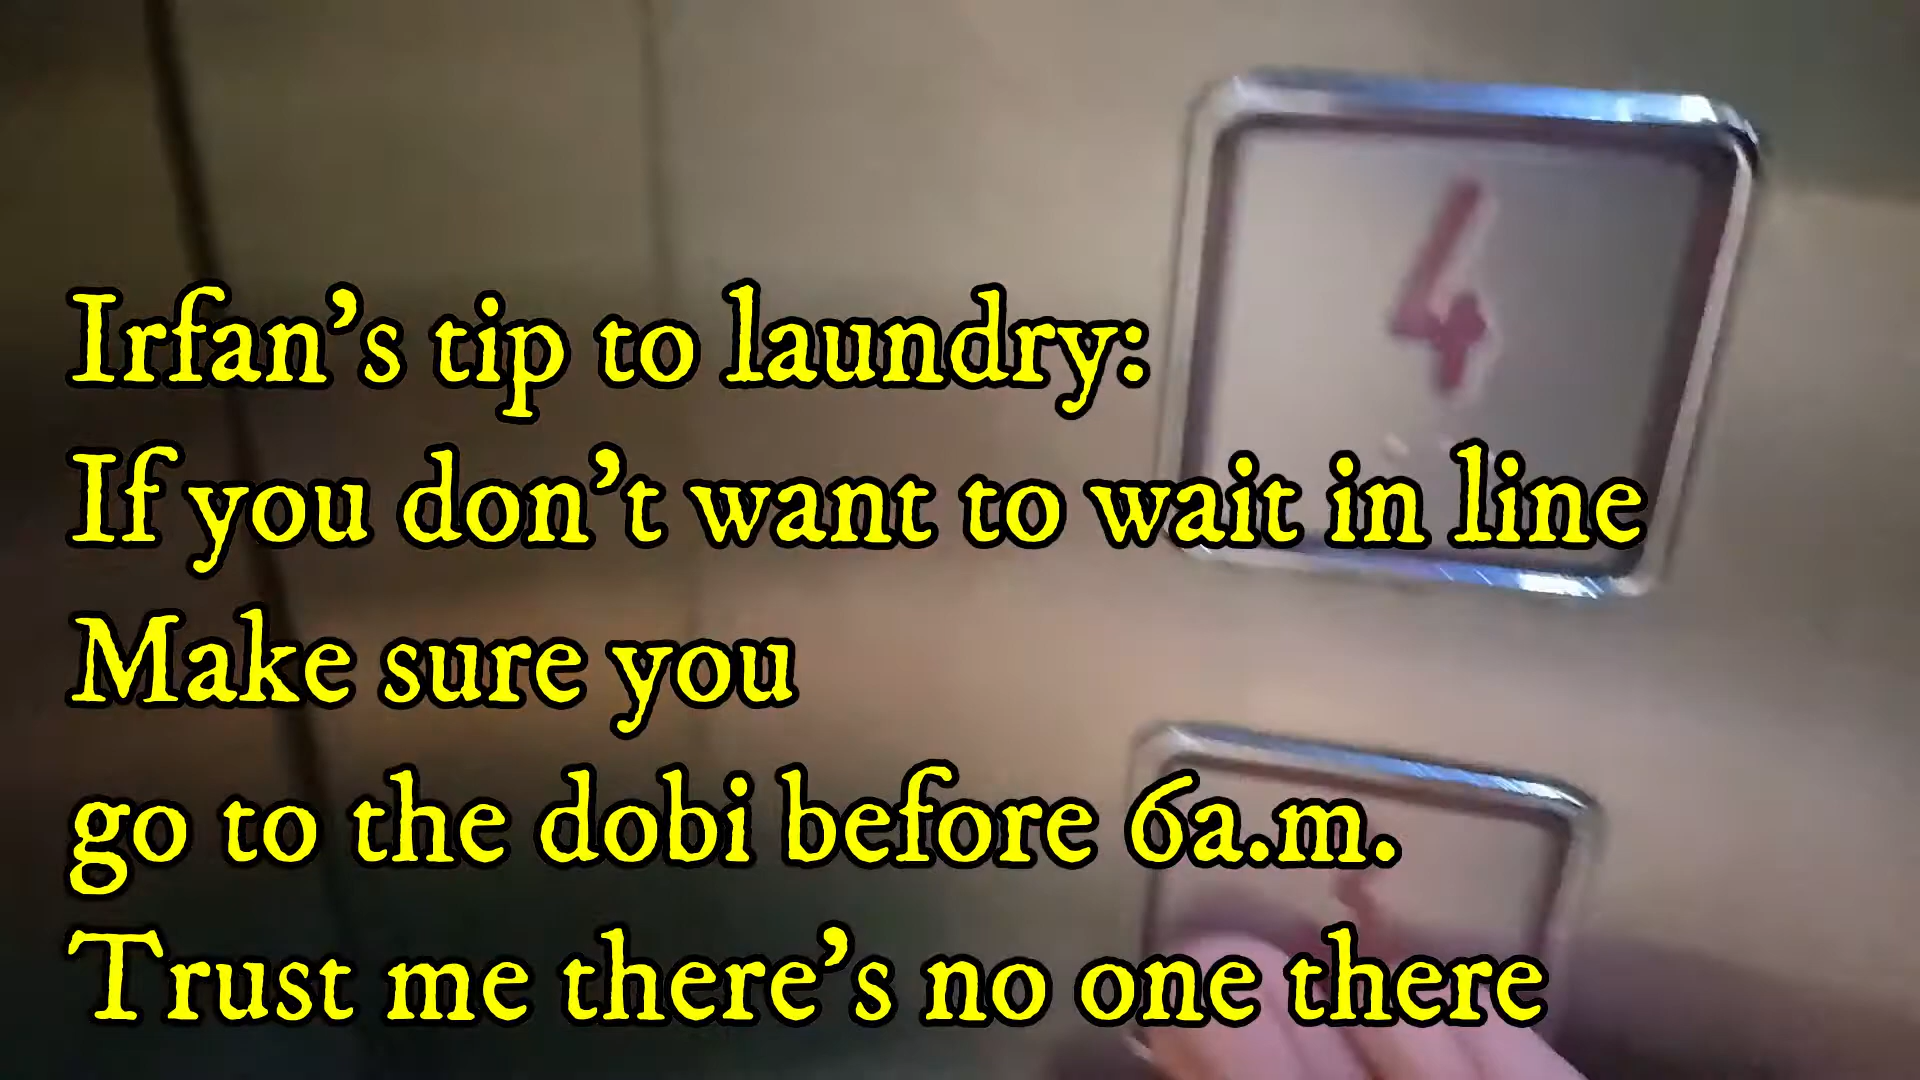 4
Irfan's tip to laundry:
If you don't want to wait in line
Make sure you
go to the dobi before 6a.m.
Trust me there's no one there